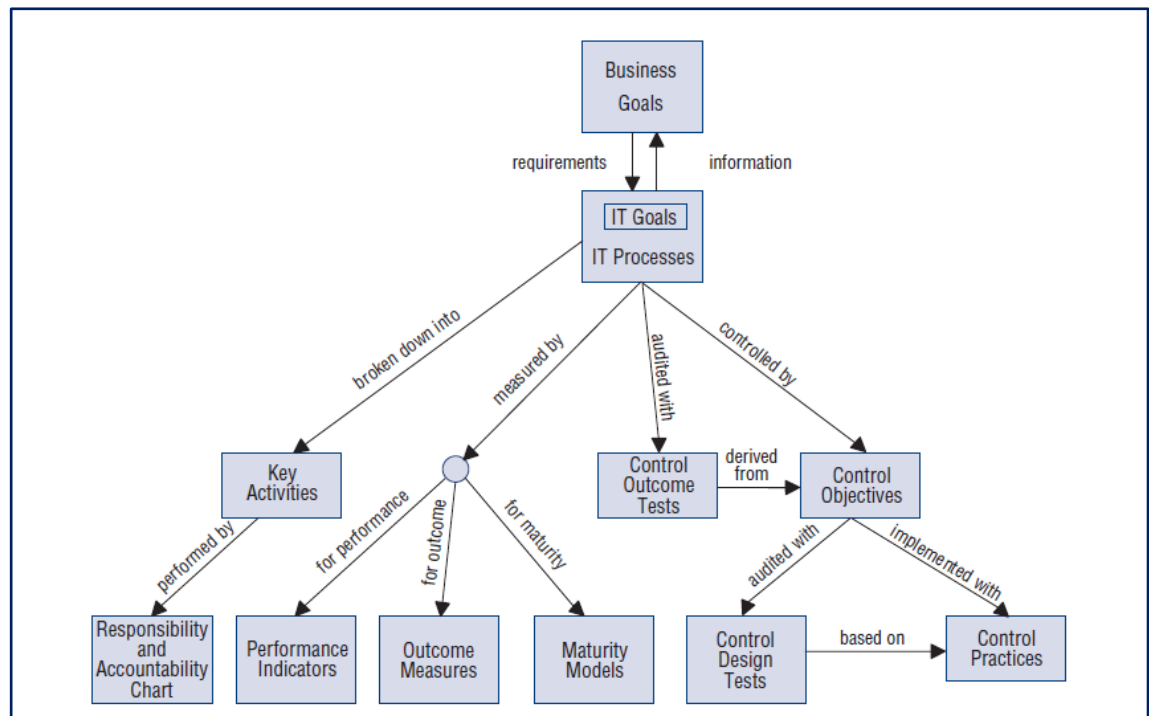 Business
Goals
requirements
information
IT Goals
IT Processes
broken down into
measured by
audited with
controlled by
Key
Activities
Control
Outcome
Tests
derived
from
Control
Objectives
performed by
for performance
for outcome
for maturity
audited with
implemented with
Responsibility
and
Accountability
Chart
Performance
Indicators
Outcome
Measures
Maturity
Models
Control
Design
Tests
based on
Control
Practices